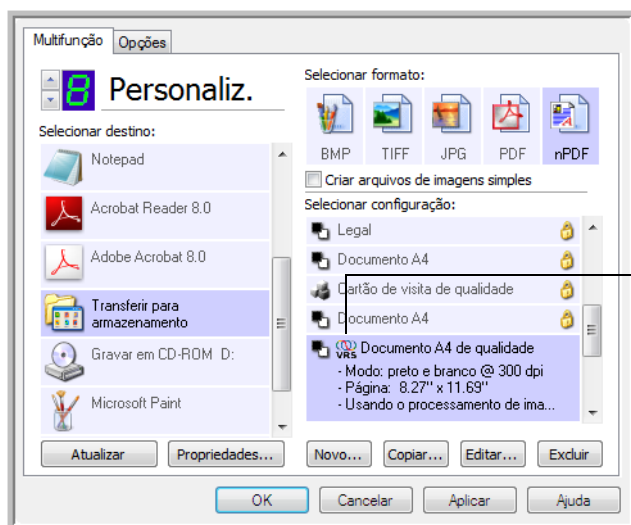 Multifunção
Opções
8
Personaliz.
Selecionar destino:
Notepad
Acrobat Reader 8.0
Adobe Acrobat 8.0
Transferir para
armazenamento
Gravar em CD-ROM D:
Microsoft Paint
Atualizar
Propriedades...
Selecionar formato:
BMP
TIFF
JPG
PDF
nPDF
Criar arquivos de imagens simples
Selecionar configuração:
Legal
Documento A4
Cartão de visita de qualidade
Documento A4
VRS Documento A4 de qualidade
- Modo: preto e branco @ 300 dpi
- Página: 8.27" x 11.69"
- Usando o processamento de ima...
Novo...
Copiar...
Editar...
Excluir
OK
Cancelar
Aplicar
Ajuda